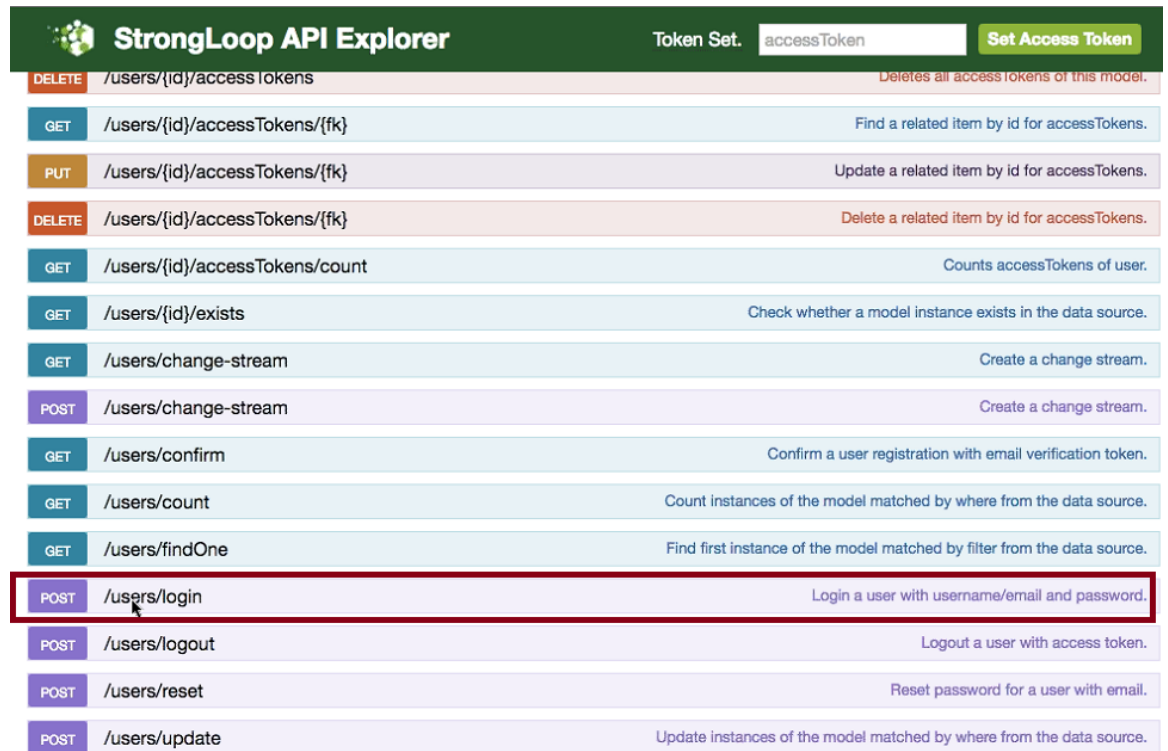 StrongLoop API Explorer Token Set. accessToken Set Access Token
DELETE /users/{id}/accessTokens Deletes all accessTokens of this model.
GET /users/{id}/accessTokens/{fk} Find a related item by id for accessTokens.
PUT /users/{id}/accessTokens/{fk} Update a related item by id for accessTokens.
DELETE /users/{id}/accessTokens/{fk} Delete a related item by id for accessTokens.
GET /users/{id}/accessTokens/count Counts accessTokens of user.
GET /users/{id}/exists Check whether a model instance exists in the data source.
GET /users/change-stream Create a change stream.
POST /users/change-stream Create a change stream.
GET /users/confirm Confirm a user registration with email verification token.
GET /users/count Count instances of the model matched by where from the data source.
GET /users/findOne Find first instance of the model matched by filter from the data source.
POST /users/login Login a user with username/email and password.
POST /users/logout Logout a user with access token.
POST /users/reset Reset password for a user with email.
POST /users/update Update instances of the model matched by where from the data source.